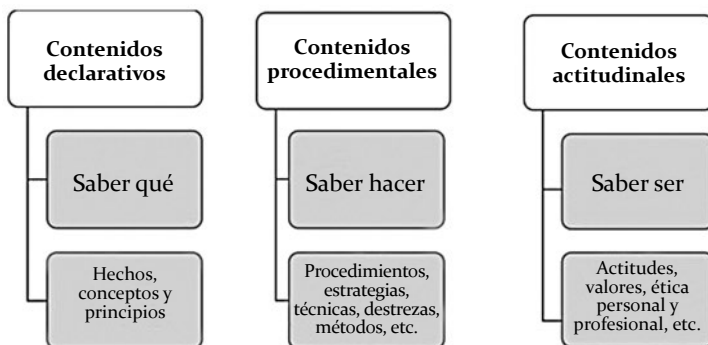 Contenidos
declarativos
Saber qué
Hechos,
conceptos y
principios
Contenidos
procedimentales
Saber hacer
Procedimientos,
estrategias,
técnicas, destrezas,
métodos, etc.
Contenidos
actitudinales
Saber ser
Actitudes,
valores, ética
personal y
profesional, etc.